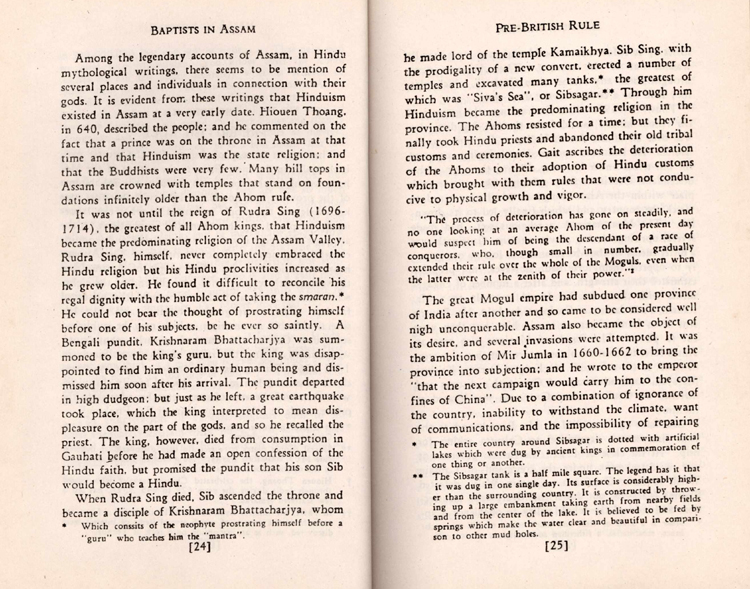 BAPTISTS IN ASSAM
Among the legendary accounts of Assam, in Hindu
mythological writings, there seems to be mention of
several places and individuals in connection with their
gods. It is evident from these writings that Hinduism
existed in Assam at a very early date. Hiouen Thoang,
in 640, described the people; and he commented on the
fact that a prince was on the throne in Assam at that
time and that Hinduism was the state religion; and
that the Buddhists were very few. Many hill tops in
Assam are crowned with temples that stand on foun-
dations infinitely older than the Ahom rule.
It was not until the reign of Rudra Sing (1696-
1714), the greatest of all Ahom kings, that Hinduism
became the predominating religion of the Assam Valley.
Rudra Sing, himself, never completely embraced the
Hindu religion but his Hindu proclivities increased as
he grew older. He found it difficult to reconcile his
regal dignity with the humble act of taking the smaran.*
He could not bear the thought of prostrating himself
before one of his subjects, be he ever so saintly. A
Bengali pundit, Krishnaram Bhattacharjya was sum-
moned to be the king's guru, but the king was disap-
pointed to find him an ordinary human being and dis-
missed him soon after his arrival. The pundit departed
in high dudgeon; but just as he left, a great earthquake
took place, which the king interpreted to mean dis-
pleasure on the part of the gods, and so he recalled the
priest. The king, however, died from consumption in
Gauhati before he had made an open confession of the
Hindu faith, but promised the pundit that his son Sib
would become a Hindu.
When Rudra Sing died, Sib ascended the throne and
became a disciple of Krishnaram Bhattacharjya, whom
* Which conssits of the neophyte prostrating himself before a
"guru" who teaches him the "mantra".
[24]
PRE-BRITISH RULE
he made lord of the temple Kamaikhya. Sib Sing, with
the prodigality of a new convert, erected a number of
temples and excavated many tanks,* the greatest of
which was "Siva's Sea", or Sibsagar.** Through him
Hinduism became the predominating religion in the
province. The Ahoms resisted for a time; but they fi-
nally took Hindu priests and abandoned their old tribal
customs and ceremonies. Gait ascribes the deterioration
of the Ahoms to their adoption of Hindu customs
which brought with them rules that were not condu-
cive to physical growth and vigor.
"The process of deterioration has gone on steadily, and
no one looking at an average Ahom of the present day
would suspect him of being the descendant of a race of
conquerors, who, though small in number, gradually
extended their rule over the whole of the Moguls, even when
the latter were at the zenith of their power."
The great Mogul empire had subdued one province
of India after another and so came to be considered well
nigh unconquerable. Assam also became the object of
its desire, and several invasions were attempted. It was
the ambition of Mir Jumla in 1660-1662 to bring the
province into subjection; and he wrote to the emperor
"that the next campaign would carry him to the con-
fines of China". Due to a combination of ignorance of
the country, inability to withstand the climate, want
of communications, and the impossibility of repairing
* The entire country around Sibsagar is dotted with artificial
lakes which were dug by ancient kings in commemoration of
one thing or another.
** The Sibsagar tank is a half mile square. The legend has it that
it was dug in one single day. Its surface is considerably high-
er than the surrounding country. It is constructed by throw-
ing up a large embankment taking earth from nearby fields
and from the center of the lake. It is believed to be fed by
springs which make the water clear and beautiful in compari-
son to other mud holes.
[25]